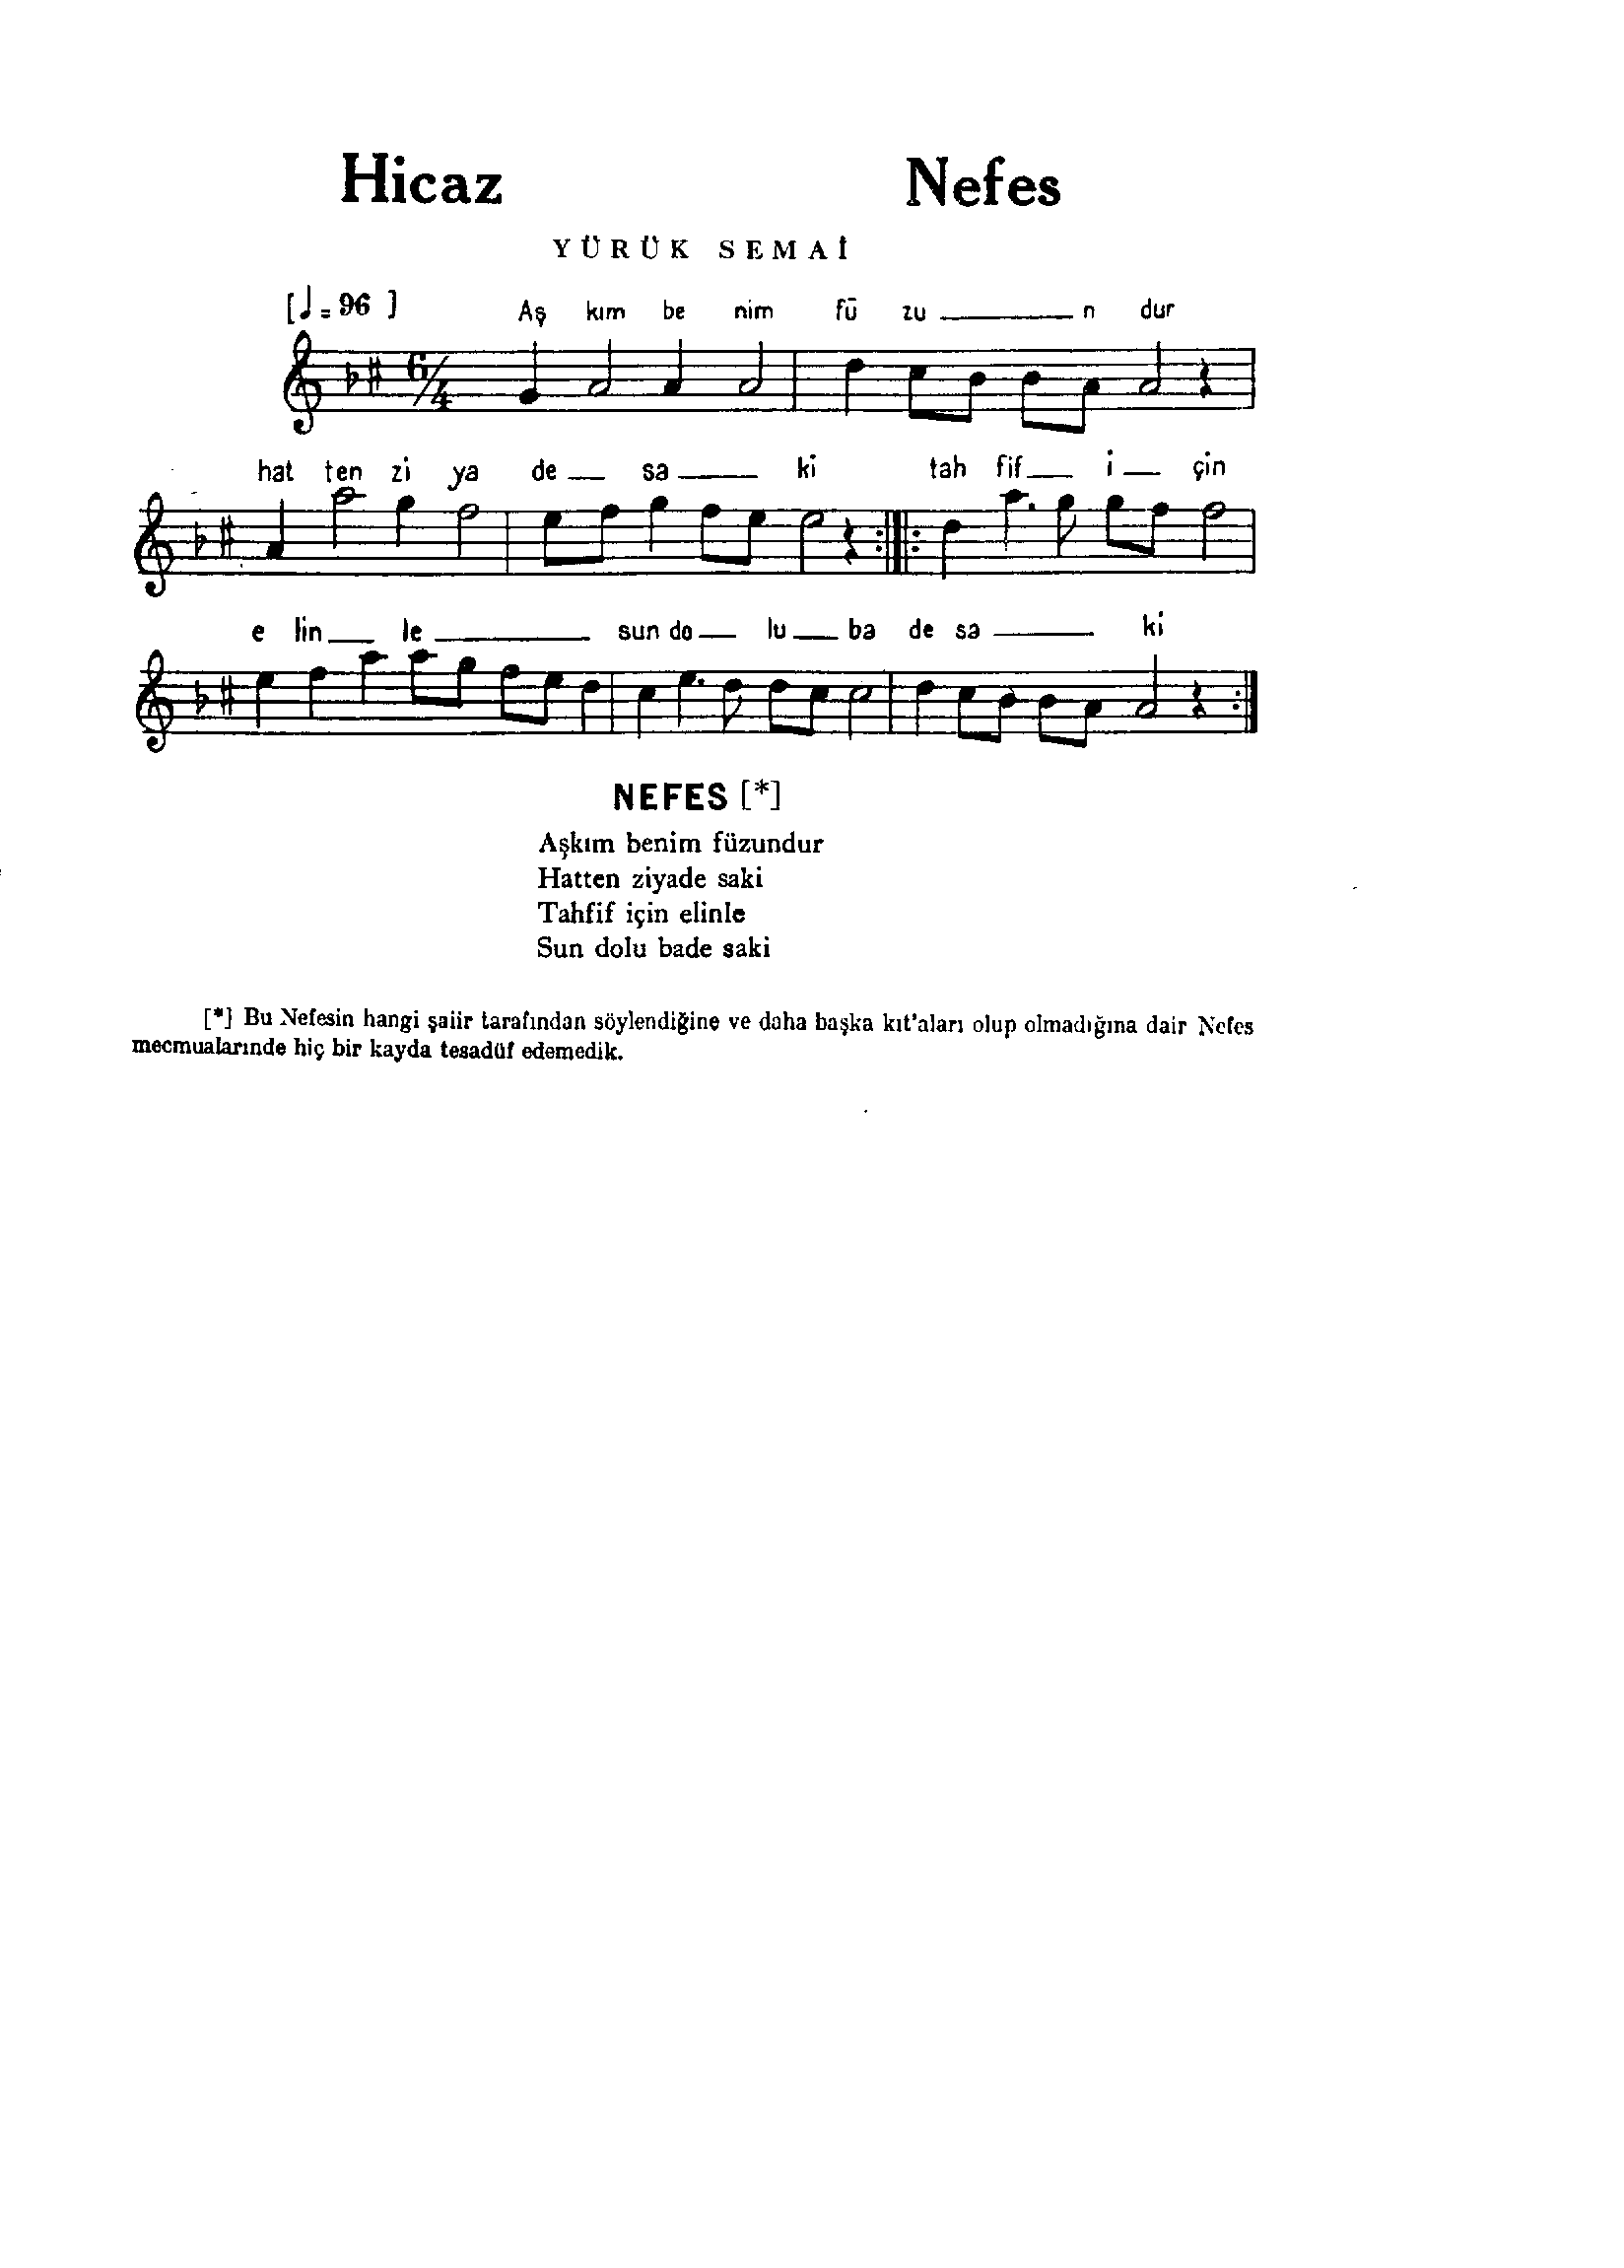 Hicaz Nefes
YÜRÜK SEMAİ
[♩ = 96 ] Aş kım be nim fū zu n dur
6/4
hat ten zi ya de sa ki tah fif i çin
e lin le sun do lu ba de sa ki
NEFES [*]
Aşkım benim füzundur
Hatten ziyade saki
Tahfif için elinle
Sun dolu bade saki
[*] Bu Nefesin hangi şaiir tarafından söylendiğine ve daha başka kıt'aları olup olmadığına dair Nefes
mecmualarınde hiç bir kayda tesadüf edemedik.